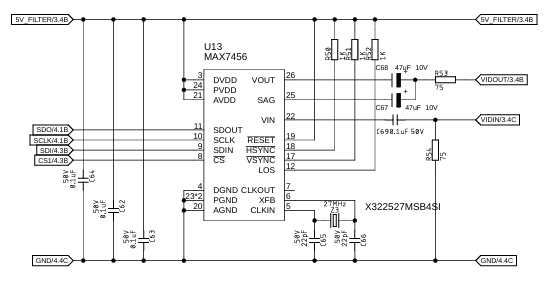 5V_FILTER/3.4B
5V_FILTER/3.4B
U13
MAX7456
R50
1K
R51
1K
R52
1K
C68 47uF 10V
R53
75
VIDOUT/3.4B
3 DVDD VOUT 26
24 PVDD
21 AVDD SAG 25
C67 47uF 10V
VIN 22
VIDIN/3.4C
C69 0.1uF 50V
SDO/4.1B 11 SDOUT
SCLK/4.1B 10 SCLK RESET 19
SDI/4.3B 9 SDIN HSYNC 18
CS1/4.3B 8 CS VSYNC 17
LOS 12
R54
75
50V
0.1uF
C64
4 DGND CLKOUT 7
23*2 PGND XFB 6
20 AGND CLKIN 5
27MHz
Z3
X322527MSB4SI
50V
0.1uF
C62
50V
0.1uF
C63
50V
22pF
C65
50V
22pF
C66
GND/4.4C
GND/4.4C